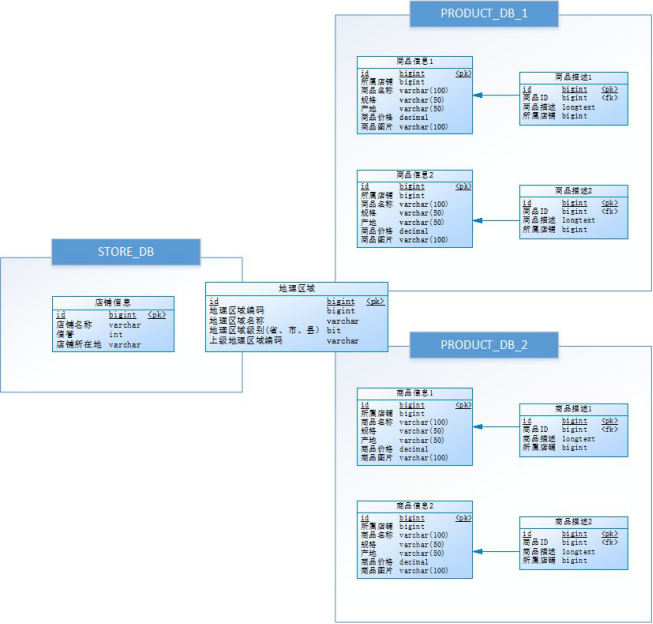 PRODUCT_DB_1
商品信息1
id bigint <pk>
所属店铺 bigint
商品名称 varchar(100)
规格 varchar(50)
产地 varchar(50)
商品价格 decimal
商品图片 varchar(100)
商品描述1
id bigint <pk>
商品ID bigint <fk>
商品描述 longtext
所属店铺 bigint
商品信息2
id bigint <pk>
所属店铺 bigint
商品名称 varchar(100)
规格 varchar(50)
产地 varchar(50)
商品价格 decimal
商品图片 varchar(100)
商品描述2
id bigint <pk>
商品ID bigint <fk>
商品描述 longtext
所属店铺 bigint
STORE_DB
店铺信息
id bigint <pk>
店铺名称 varchar
信誉 int
店铺所在地 varchar
地理区域
id bigint <pk>
地理区域编码 bigint
地理区域名称 varchar
地理区域级别(省、市、县) bit
上级地理区域编码 varchar
PRODUCT_DB_2
商品信息1
id bigint <pk>
所属店铺 bigint
商品名称 varchar(100)
规格 varchar(50)
产地 varchar(50)
商品价格 decimal
商品图片 varchar(100)
商品描述1
id bigint <pk>
商品ID bigint <fk>
商品描述 longtext
所属店铺 bigint
商品信息2
id bigint <pk>
所属店铺 bigint
商品名称 varchar(100)
规格 varchar(50)
产地 varchar(50)
商品价格 decimal
商品图片 varchar(100)
商品描述2
id bigint <pk>
商品ID bigint <fk>
商品描述 longtext
所属店铺 bigint